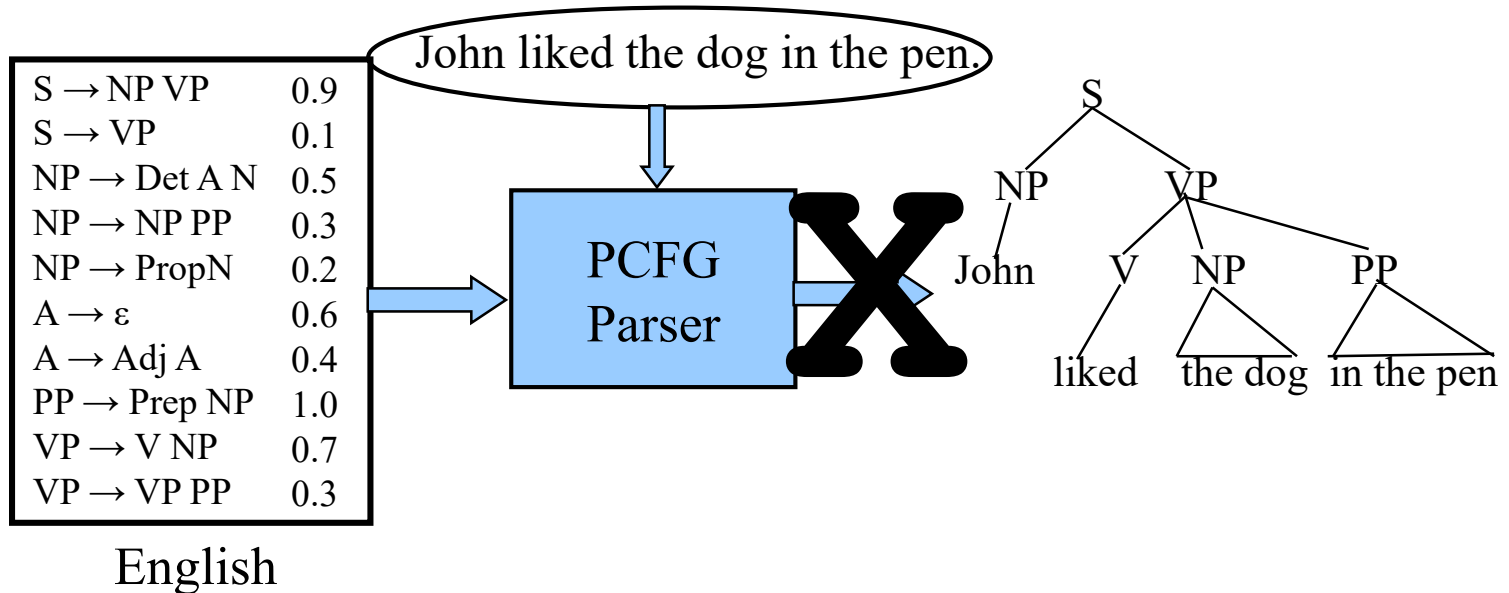 John liked the dog in the pen.
S → NP VP 0.9
S → VP 0.1
NP → Det A N 0.5
NP → NP PP 0.3
NP → PropN 0.2
A → ε 0.6
A → Adj A 0.4
PP → Prep NP 1.0
VP → V NP 0.7
VP → VP PP 0.3
English
PCFG
Parser
X
S
NP VP
John V NP PP
liked the dog in the pen